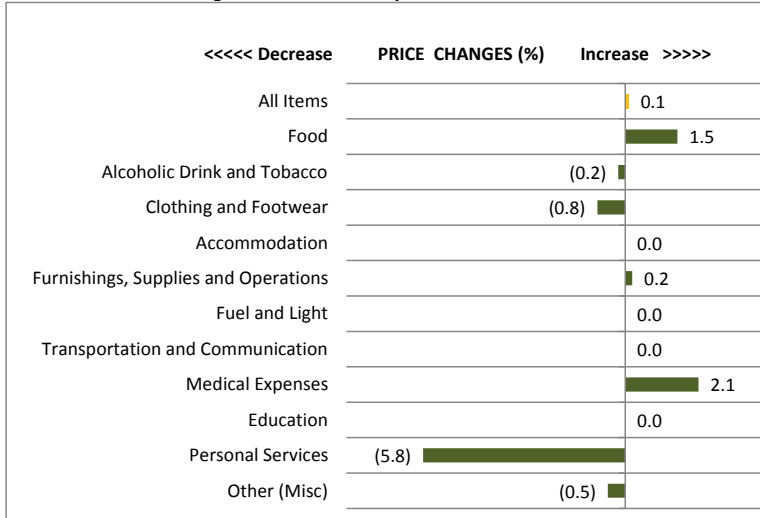 <<<<< Decrease PRICE CHANGES (%) Increase >>>>>
All Items 0.1
Food 1.5
Alcoholic Drink and Tobacco (0.2)
Clothing and Footwear (0.8)
Accommodation 0.0
Furnishings, Supplies and Operations 0.2
Fuel and Light 0.0
Transportation and Communication 0.0
Medical Expenses 2.1
Education 0.0
Personal Services (5.8)
Other (Misc) (0.5)